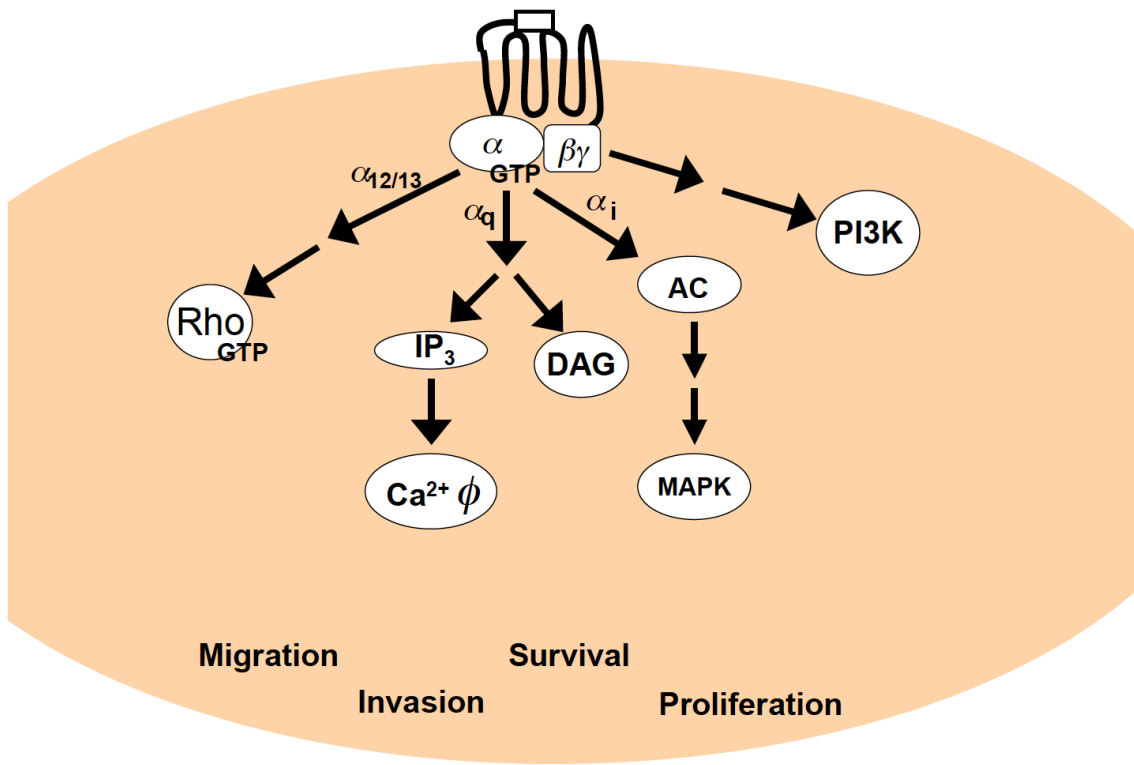 α
βγ
GTP
α12/13
αq
αi
PI3K
AC
Rho
GTP
IP3
DAG
Ca²⁺ ϕ
MAPK
Migration
Survival
Invasion
Proliferation